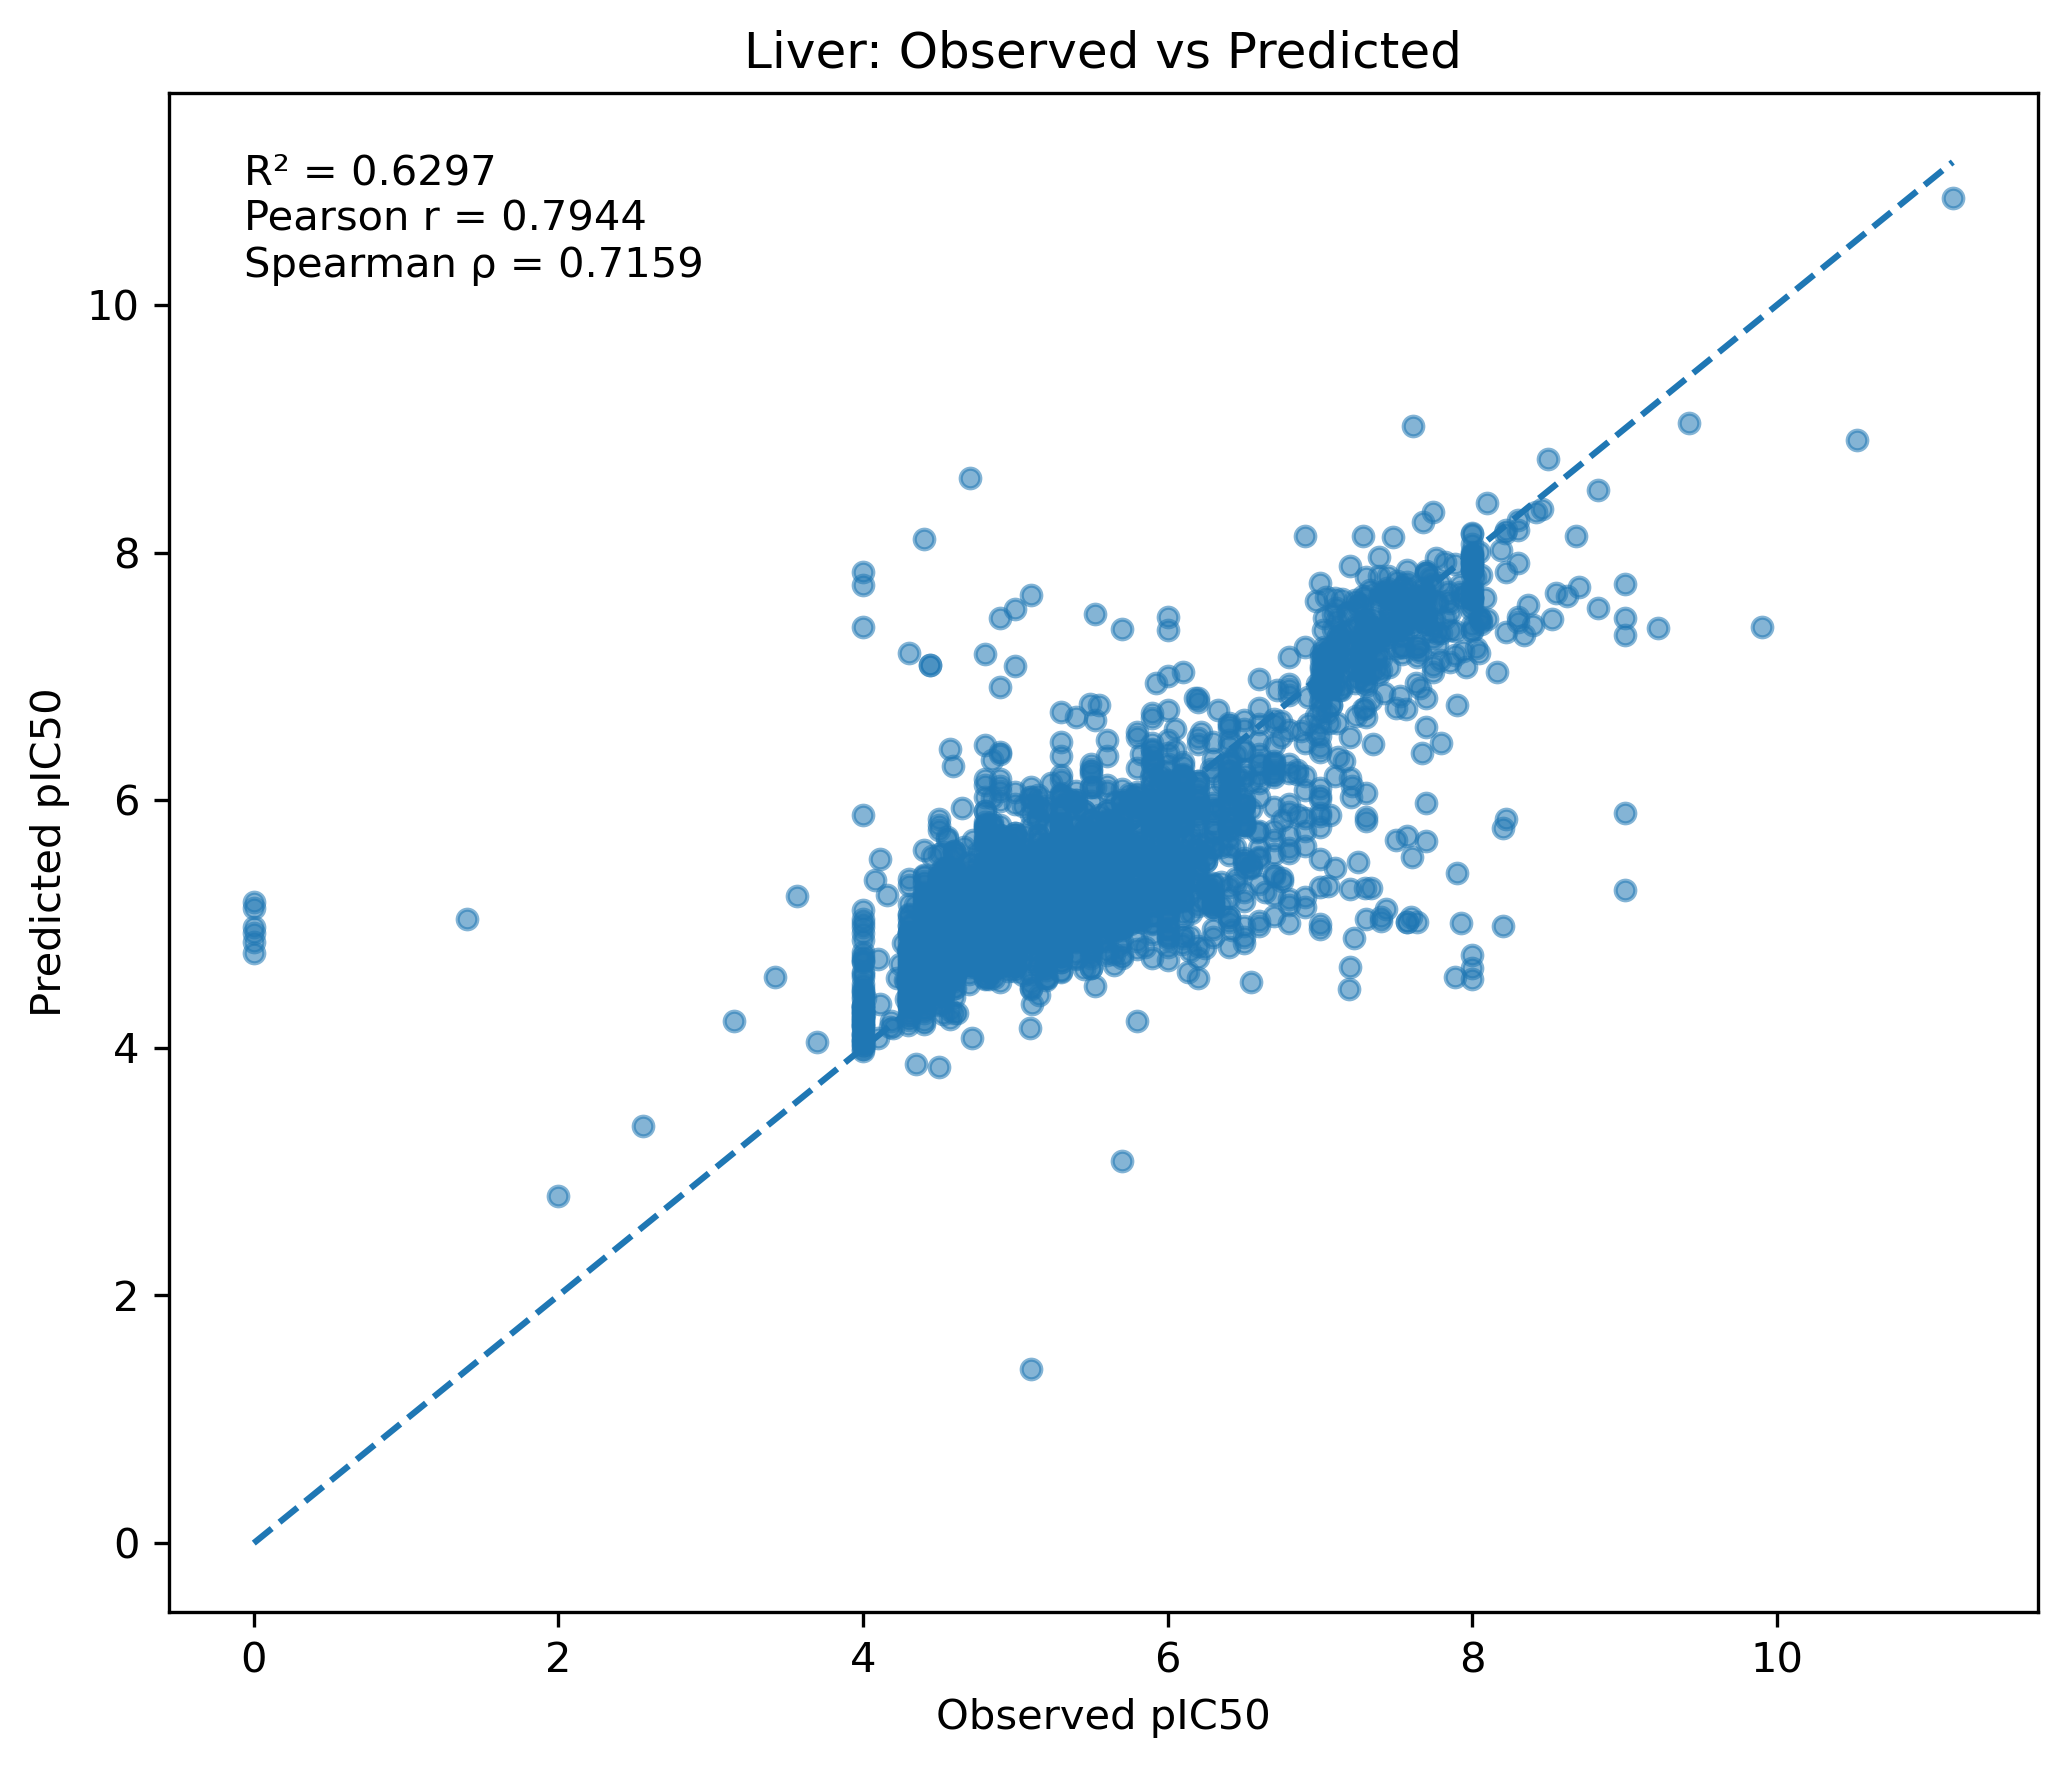 Liver: Observed vs Predicted
R² = 0.6297
Pearson r = 0.7944
Spearman ρ = 0.7159
10
8
6
4
2
0
Predicted pIC50
0 2 4 6 8 10
Observed pIC50